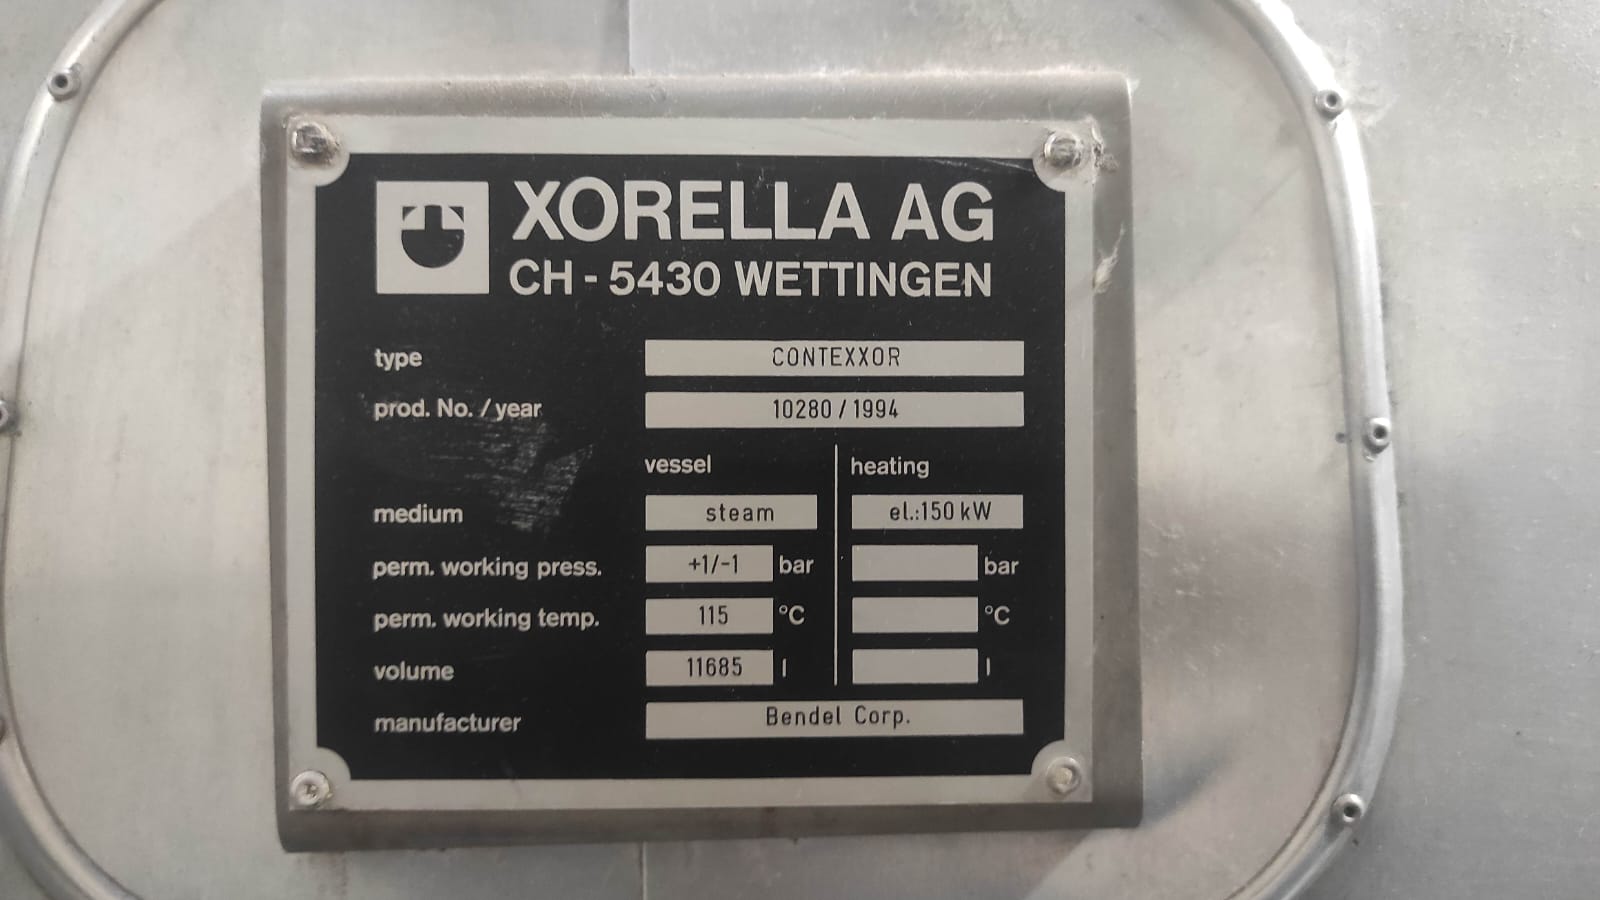 XORELLA AG
CH - 5430 WETTINGEN
type CONTEXXOR
prod. No. / year 10280 / 1994
vessel heating
medium steam el.:150 kW
perm. working press. +1/-1 bar bar
perm. working temp. 115 °C °C
volume 11685 l l
manufacturer Bendel Corp.